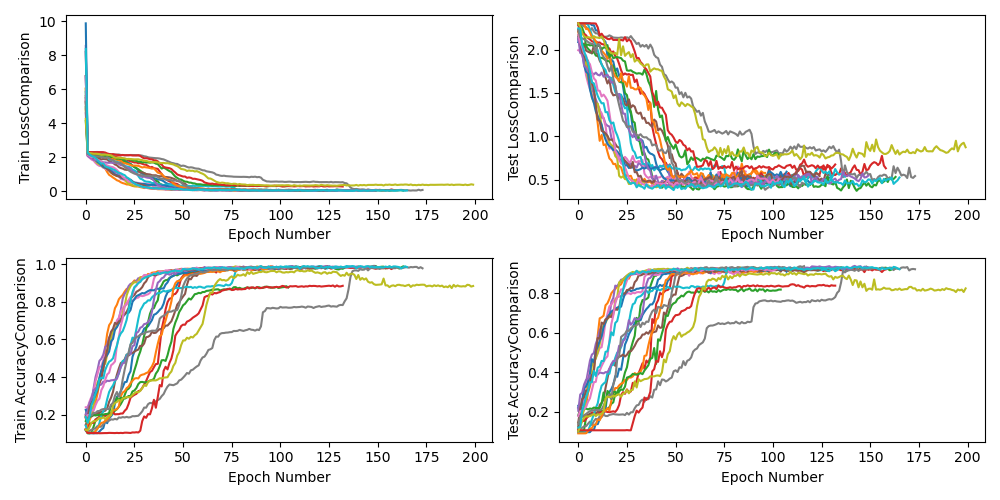 Train LossComparison
10
8
6
4
2
0
0 25 50 75 100 125 150 175 200
Epoch Number
Test LossComparison
2.0
1.5
1.0
0.5
0 25 50 75 100 125 150 175 200
Epoch Number
Train AccuracyComparison
1.0
0.8
0.6
0.4
0.2
0 25 50 75 100 125 150 175 200
Epoch Number
Test AccuracyComparison
0.8
0.6
0.4
0.2
0 25 50 75 100 125 150 175 200
Epoch Number